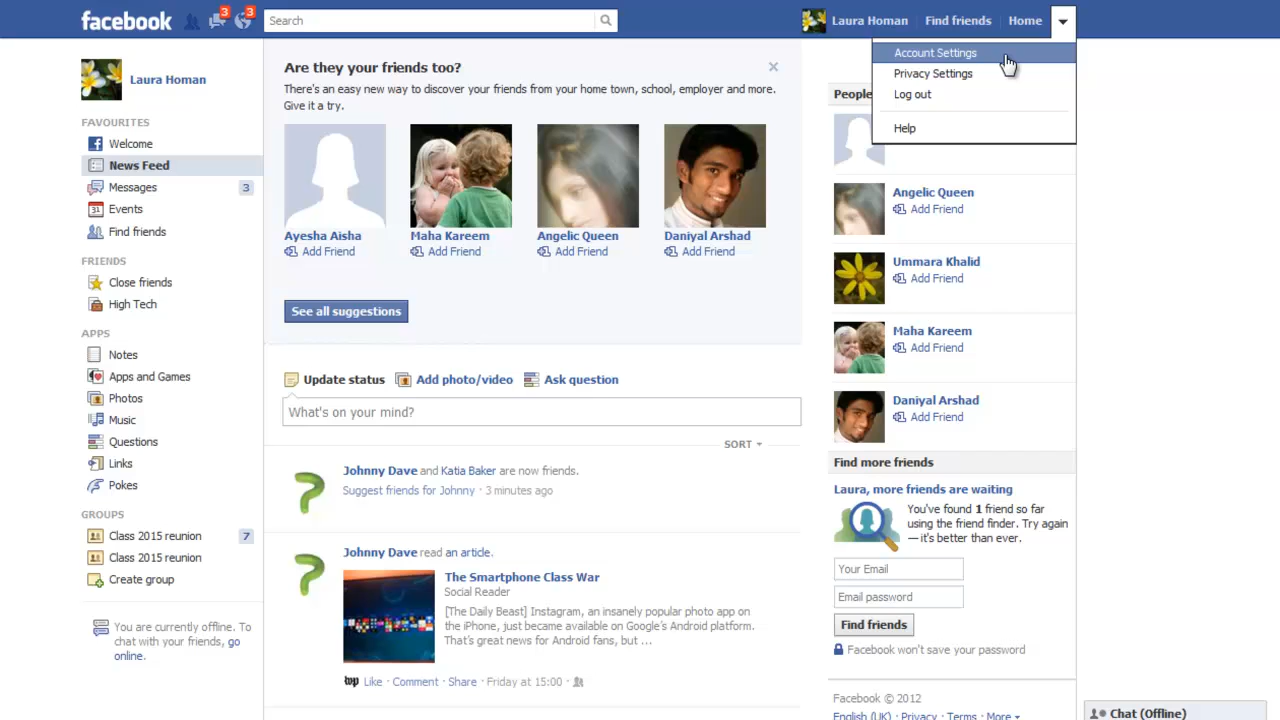 facebook
3
3
Search
Laura Homan
Find friends
Home
Account Settings
Privacy Settings
Log out
Help
Laura Homan
FAVOURITES
Welcome
News Feed
Messages 3
31 Events
Find friends
FRIENDS
Close friends
High Tech
APPS
Notes
Apps and Games
Photos
Music
Questions
Links
Pokes
GROUPS
Class 2015 reunion 7
Class 2015 reunion
Create group
You are currently offline. To
chat with your friends, go
online.
Are they your friends too?
There's an easy new way to discover your friends from your home town, school, employer and more.
Give it a try.
Ayesha Aisha
Add Friend
Maha Kareem
Add Friend
Angelic Queen
Add Friend
Daniyal Arshad
Add Friend
See all suggestions
Update status
Add photo/video
Ask question
What's on your mind?
SORT
Johnny Dave and Katia Baker are now friends.
Suggest friends for Johnny · 3 minutes ago
Johnny Dave read an article.
The Smartphone Class War
Social Reader
[The Daily Beast] Instagram, an insanely popular photo app on
the iPhone, just became available on Google's Android platform.
That's great news for Android fans, but ...
wp Like · Comment · Share · Friday at 15:00 ·
People
Angelic Queen
Add Friend
Ummara Khalid
Add Friend
Maha Kareem
Add Friend
Daniyal Arshad
Add Friend
Find more friends
Laura, more friends are waiting
You've found 1 friend so far
using the friend finder. Try again
— it's better than ever.
Your Email
Email password
Find friends
Facebook won't save your password
Facebook © 2012
English (UK) · Privacy · Terms · More
Chat (Offline)